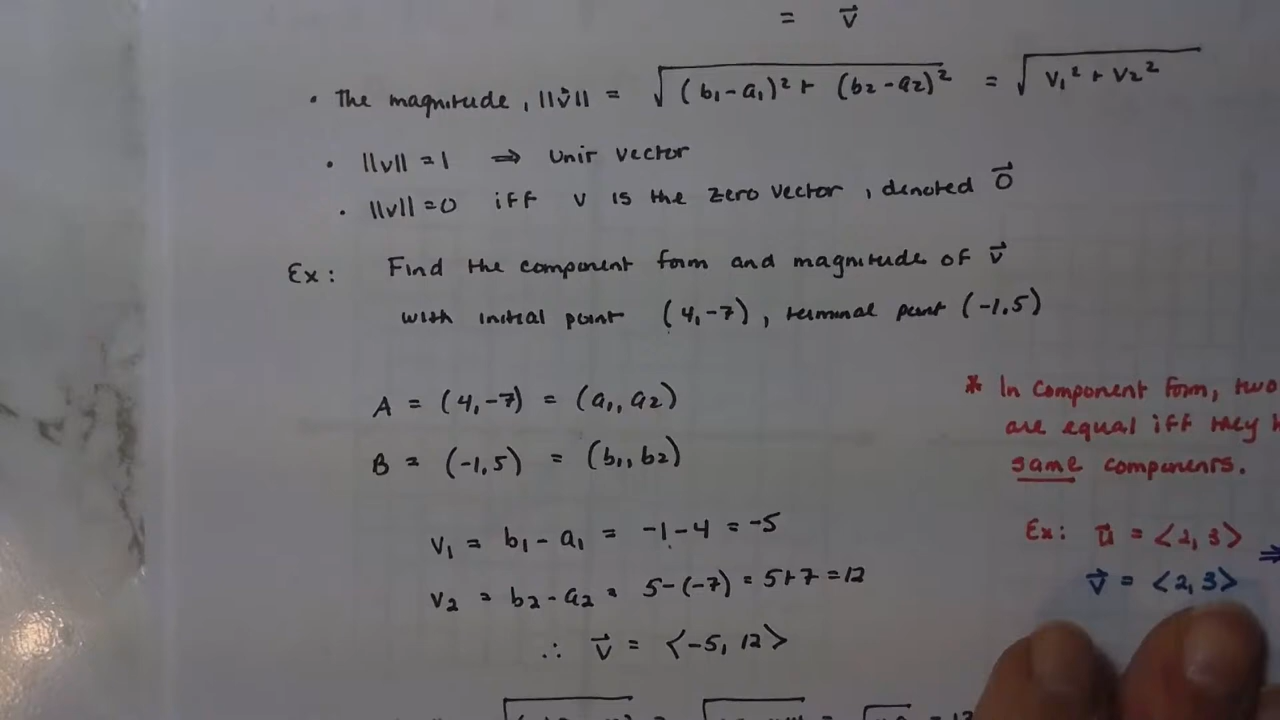 = v⃗
• The magnitude, ||v⃗|| = √((b₁-a₁)² + (b₂-a₂)²) = √(v₁² + v₂²)
• ||v|| = 1 ⇒ Unit vector
• ||v|| = 0 iff v is the zero vector, denoted 0⃗
Ex: Find the component form and magnitude of v⃗
with initial point (4,-7), terminal point (-1,5)
A = (4,-7) = (a₁, a₂)
B = (-1,5) = (b₁, b₂)
v₁ = b₁ - a₁ = -1-4 = -5
v₂ = b₂ - a₂ = 5-(-7) = 5+7 = 12
∴ v⃗ = ⟨-5, 12⟩
* In component form, two
are equal iff they
same components.
Ex: u⃗ = ⟨2, 3⟩ ⇒
v⃗ = ⟨2, 3⟩